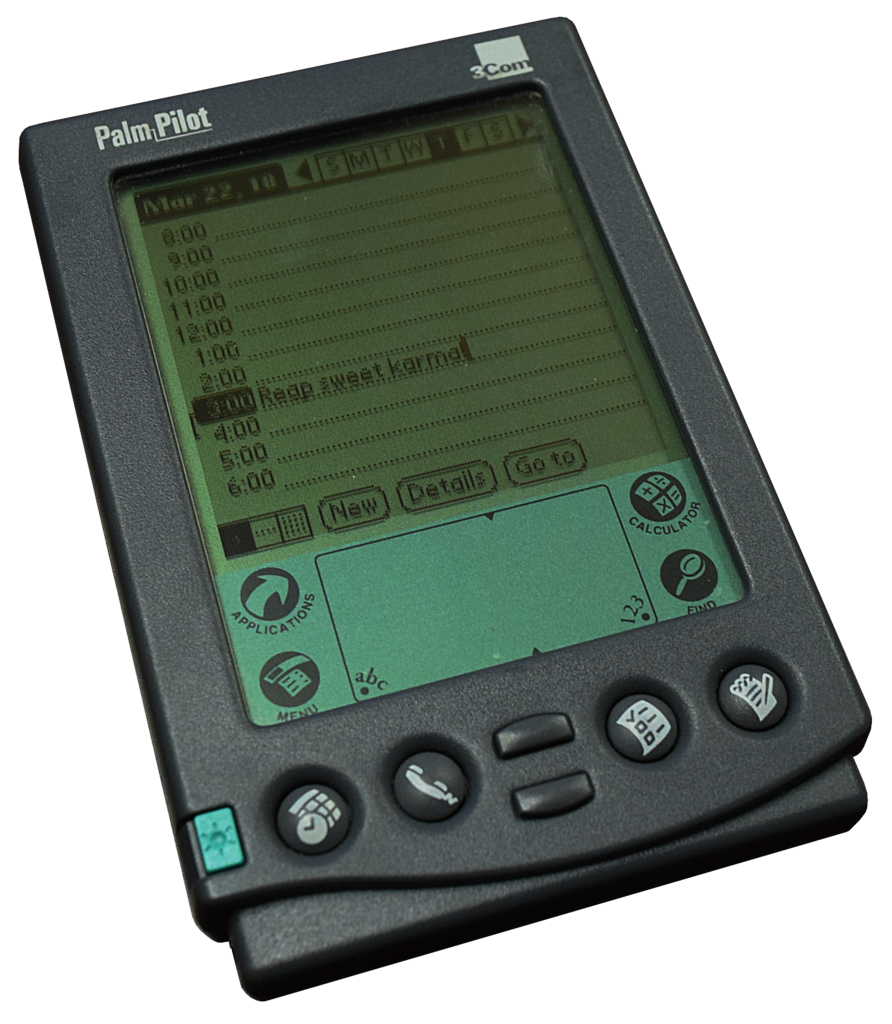 3Com
PalmPilot
Mar 22, 18 S M T W T F S
8:00
9:00
10:00
11:00
12:00
1:00
2:00
3:00 Reap sweet karma
4:00
5:00
6:00
New Details Go to
CALCULATOR
APPLICATIONS
FIND
123
MENU
abc